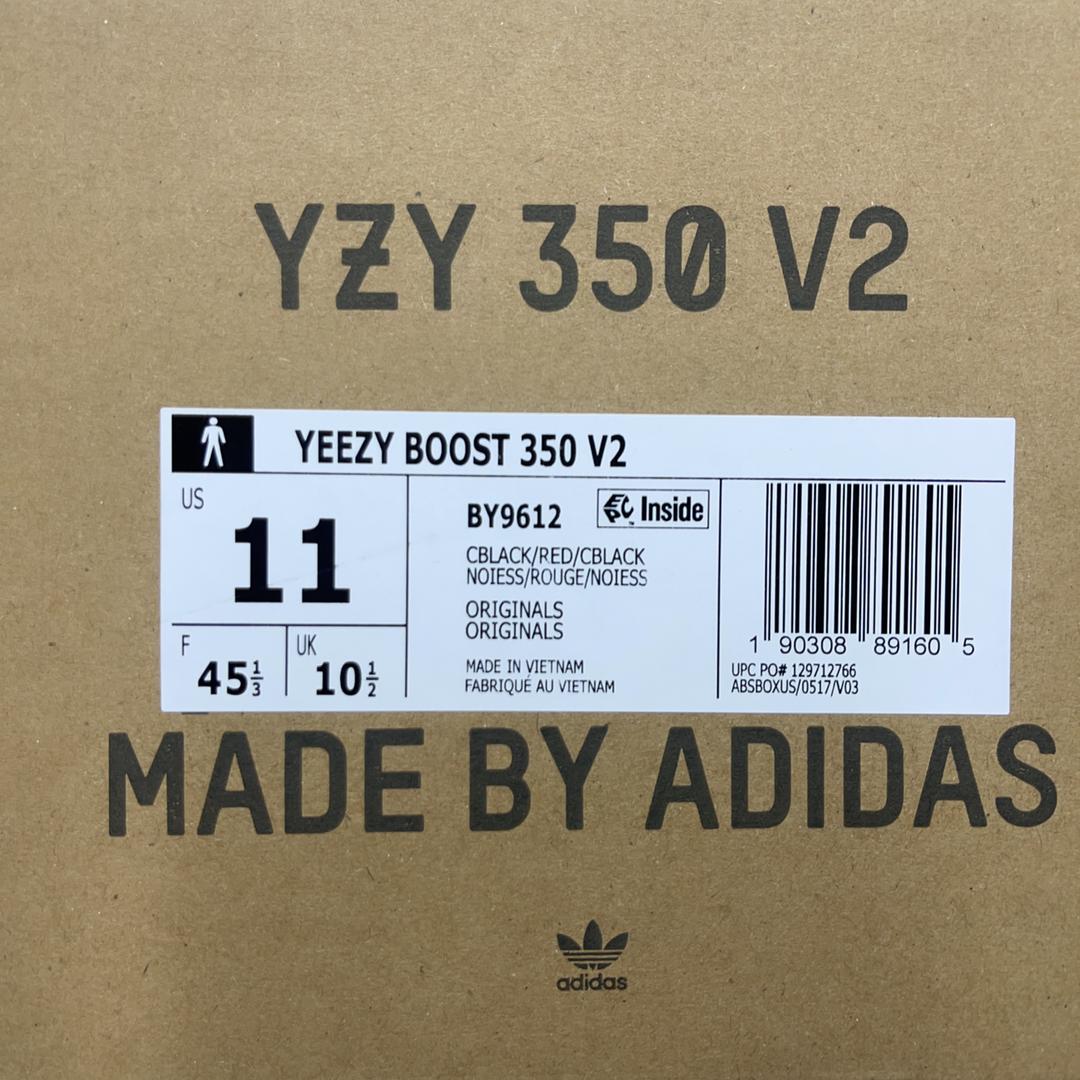 YZY 350 V2
YEEZY BOOST 350 V2
US
11
F
45 1/3
UK
10 1/2
BY9612
EPC Inside
CBLACK/RED/CBLACK
NOIESS/ROUGE/NOIESS
ORIGINALS
ORIGINALS
MADE IN VIETNAM
FABRIQUÉ AU VIETNAM
1 90308 89160 5
UPC PO# 129712766
ABSBOXUS/0517/V03
MADE BY ADIDAS
adidas